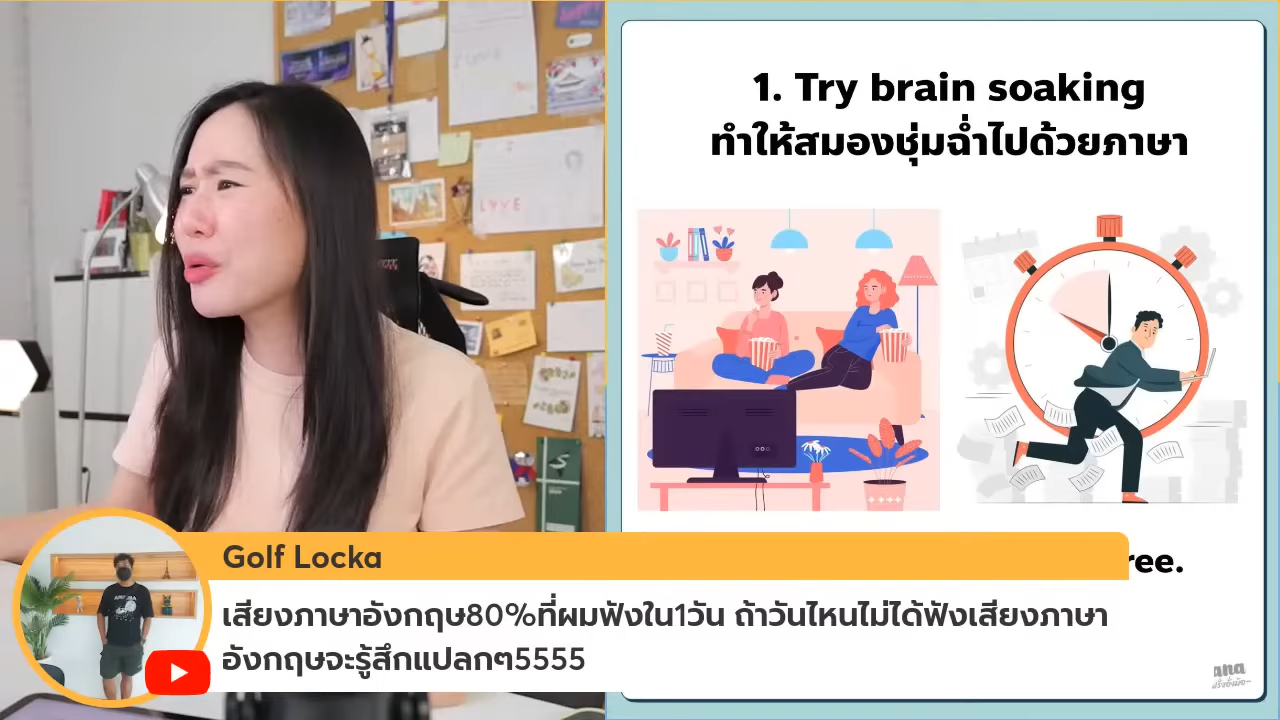 1. Try brain soaking
ทำให้สมองชุ่มฉ่ำไปด้วยภาษา
LOVE
ree.
Golf Locka
เสียงภาษาอังกฤษ80%ที่ผมฟังใน1วัน ถ้าวันไหนไม่ได้ฟังเสียงภาษา
อังกฤษจะรู้สึกแปลกๆ5555